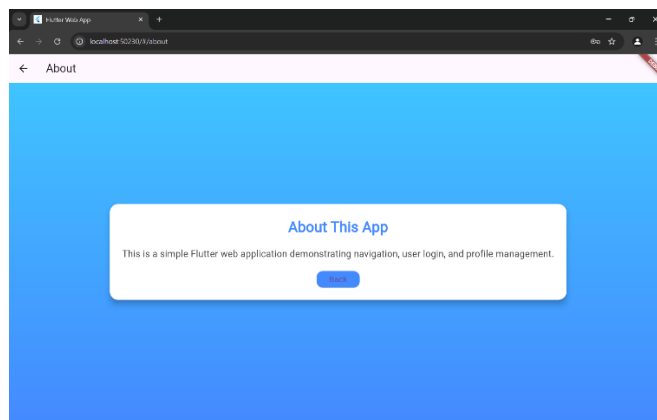 Flutter Web App
localhost:50230/#/about
About
About This App
This is a simple Flutter web application demonstrating navigation, user login, and profile management.
Back